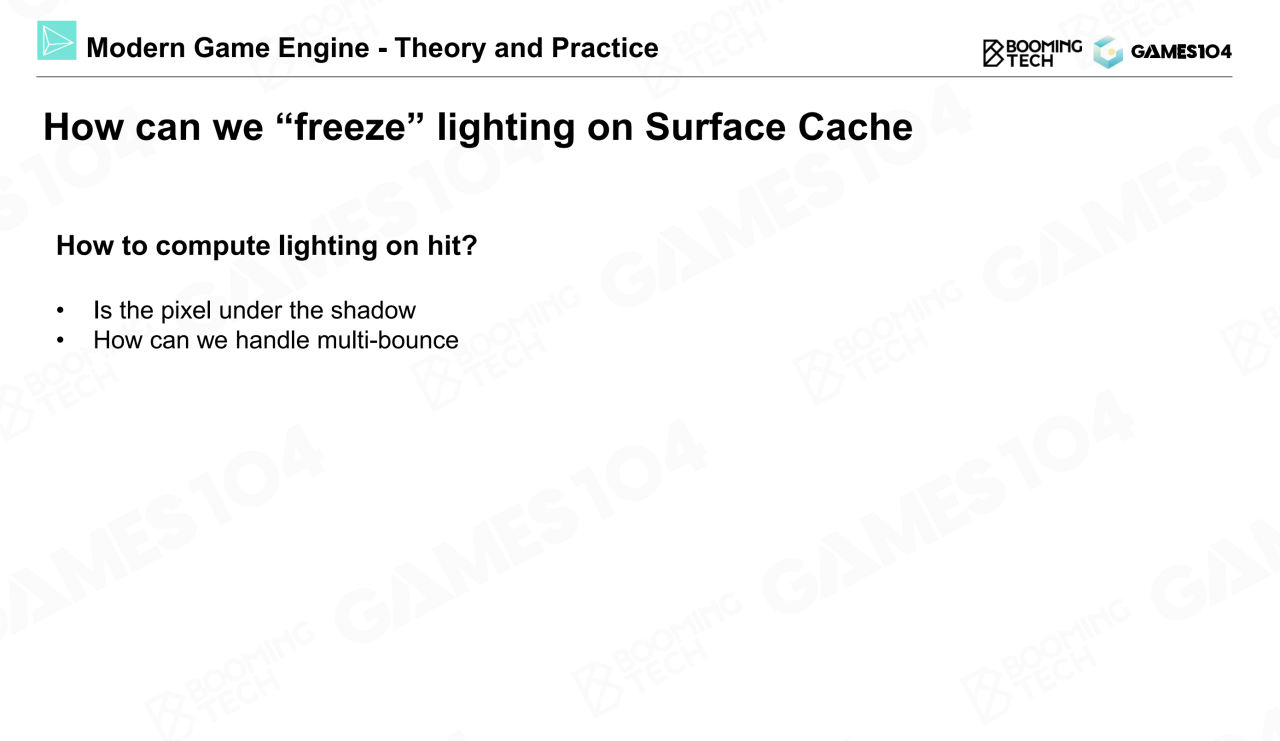 Modern Game Engine - Theory and Practice
BOOMING
TECH
GAMES104
How can we “freeze” lighting on Surface Cache
How to compute lighting on hit?
• Is the pixel under the shadow
• How can we handle multi-bounce